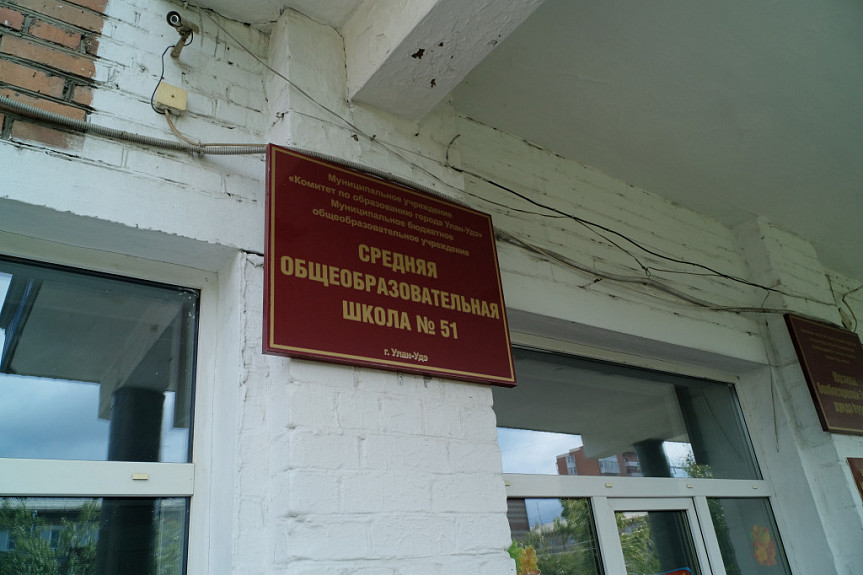 Муниципальное учреждение
«Комитет по образованию города Улан-Удэ»
Муниципальное бюджетное
общеобразовательное учреждение
СРЕДНЯЯ
ОБЩЕОБРАЗОВАТЕЛЬНАЯ
ШКОЛА № 51
г. Улан-Удэ